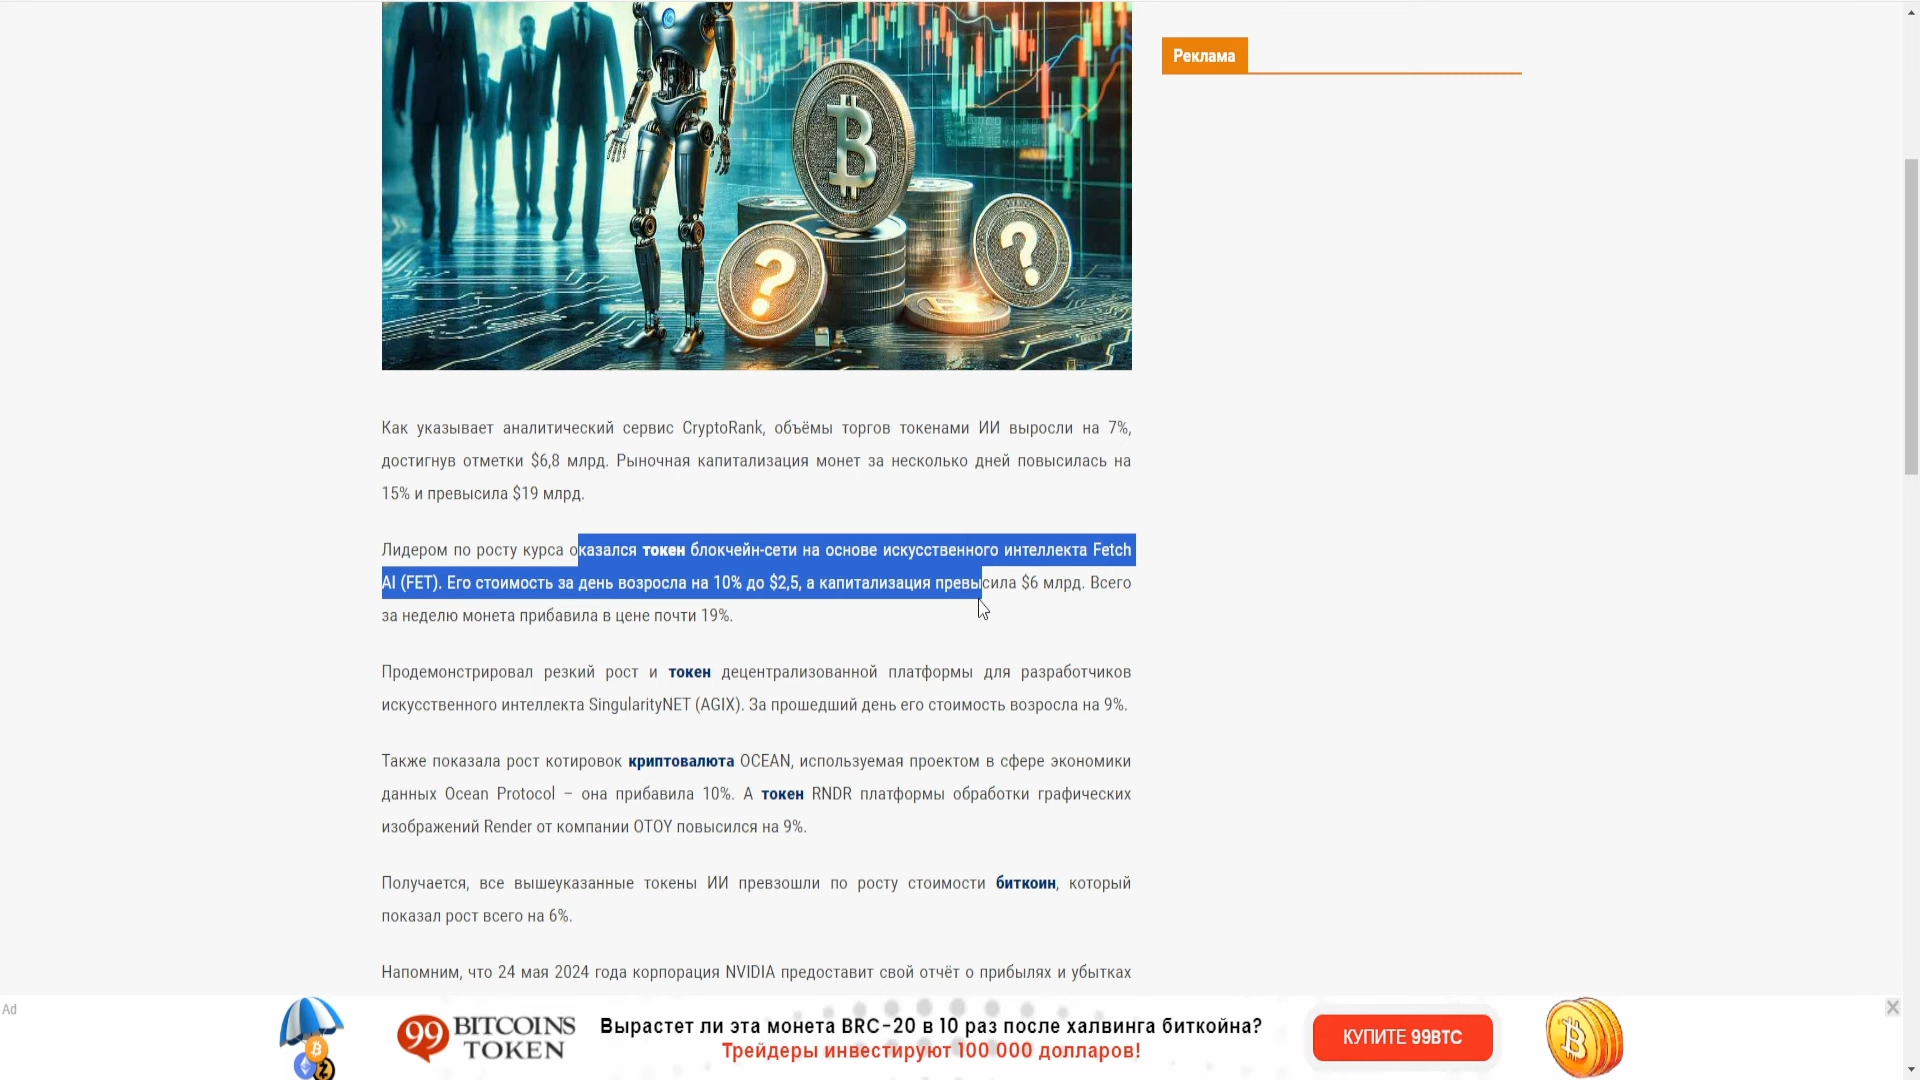 Реклама
Как указывает аналитический сервис CryptoRank, объёмы торгов токенами ИИ выросли на 7%,
достигнув отметки $6,8 млрд. Рыночная капитализация монет за несколько дней повысилась на
15% и превысила $19 млрд.
Лидером по росту курса оказался токен блокчейн-сети на основе искусственного интеллекта Fetch
AI (FET). Его стоимость за день возросла на 10% до $2,5, а капитализация превысила $6 млрд. Всего
за неделю монета прибавила в цене почти 19%.
Продемонстрировал резкий рост и токен децентрализованной платформы для разработчиков
искусственного интеллекта SingularityNET (AGIX). За прошедший день его стоимость возросла на 9%.
Также показала рост котировок криптовалюта OCEAN, используемая проектом в сфере экономики
данных Ocean Protocol – она прибавила 10%. А токен RNDR платформы обработки графических
изображений Render от компании OTOY повысился на 9%.
Получается, все вышеуказанные токены ИИ превзошли по росту стоимости биткоин, который
показал рост всего на 6%.
Напомним, что 24 мая 2024 года корпорация NVIDIA предоставит свой отчёт о прибылях и убытках
Ad
99 BITCOINS
TOKEN
Вырастет ли эта монета BRC-20 в 10 раз после халвинга биткойна?
Трейдеры инвестируют 100 000 долларов!
КУПИТЕ 99BTC